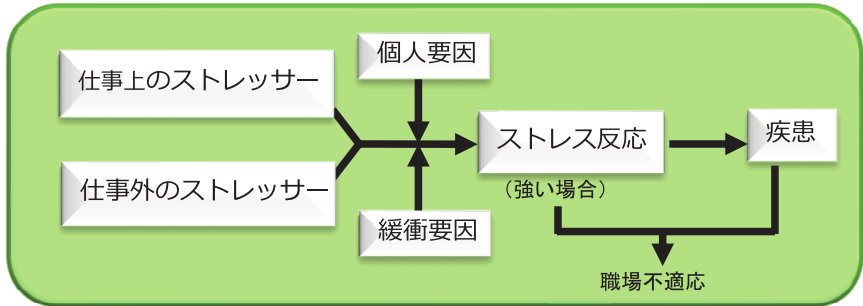 仕事上のストレッサー
個人要因
仕事外のストレッサー
緩衝要因
ストレス反応
(強い場合)
疾患
職場不適応